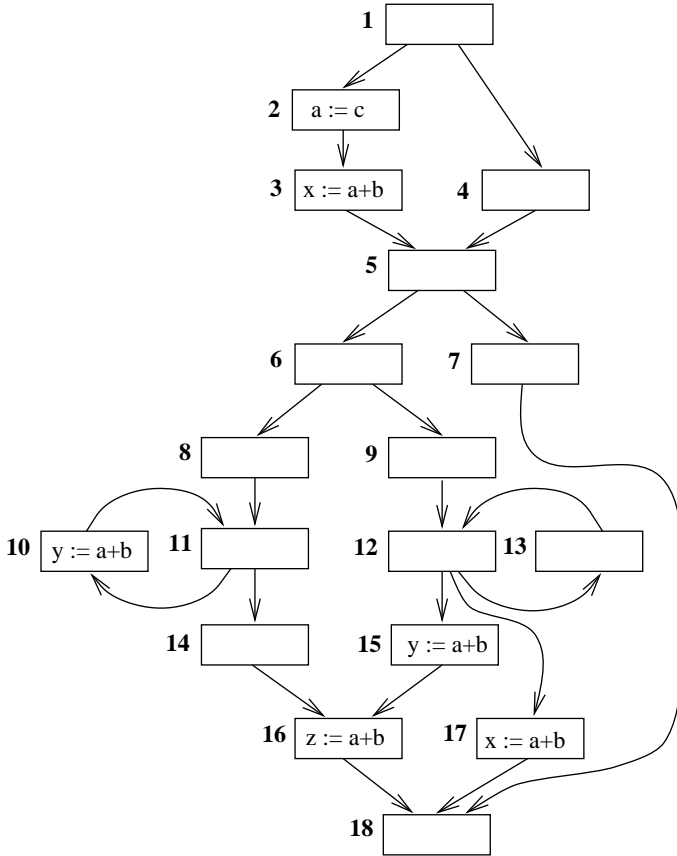 1
2 a := c
3 x := a+b
4
5
6
7
8
9
10 y := a+b
11
12
13
14
15 y := a+b
16 z := a+b
17 x := a+b
18